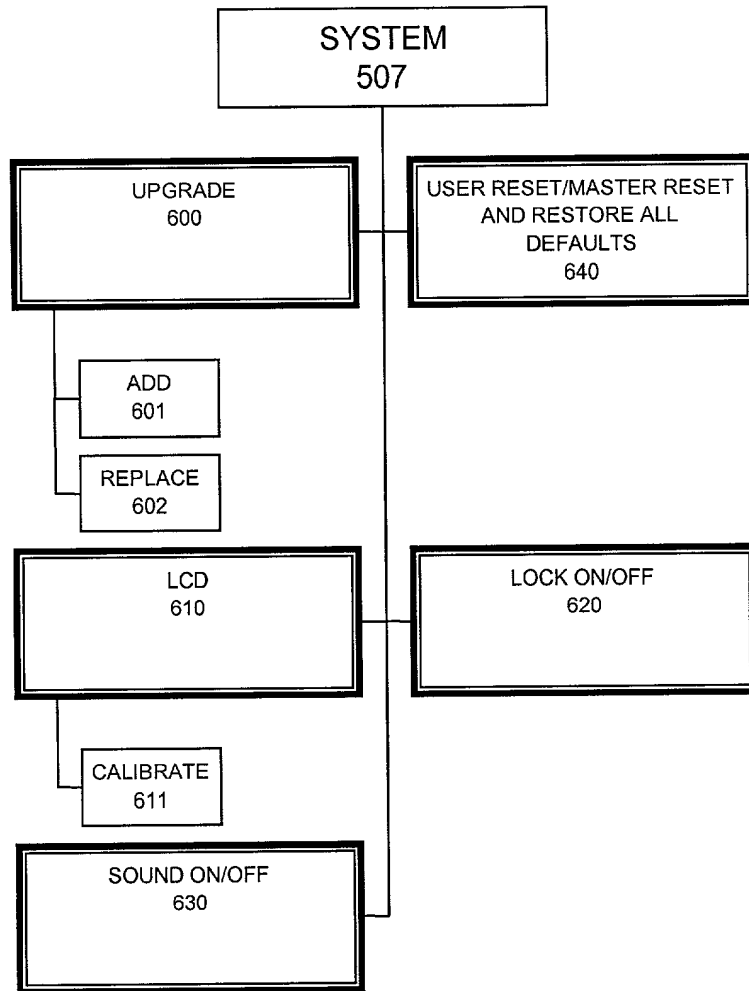 SYSTEM
507
UPGRADE
600
USER RESET/MASTER RESET
AND RESTORE ALL
DEFAULTS
640
ADD
601
REPLACE
602
LCD
610
LOCK ON/OFF
620
CALIBRATE
611
SOUND ON/OFF
630